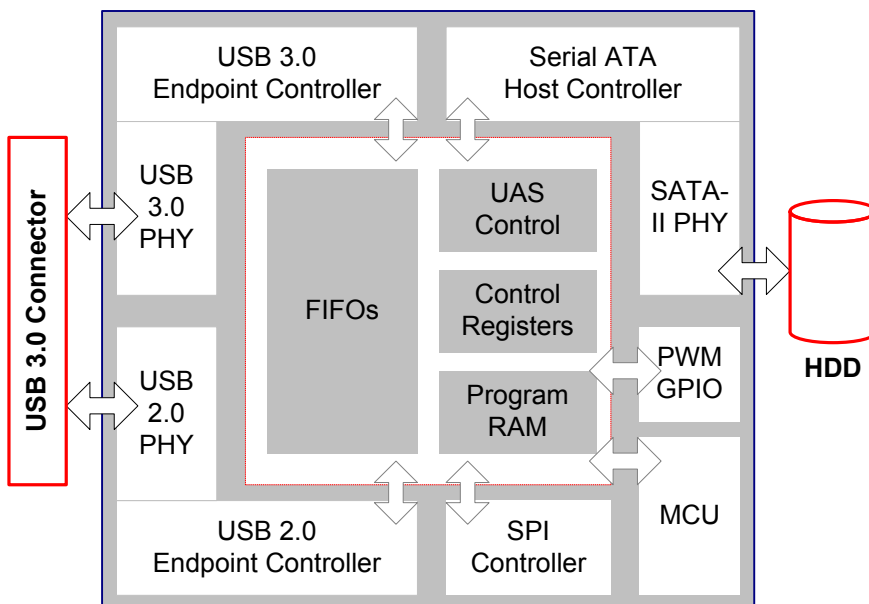 USB 3.0
Endpoint Controller
Serial ATA
Host Controller
USB 3.0 Connector
USB
3.0
PHY
FIFOs
UAS
Control
SATA-
II PHY
Control
Registers
HDD
USB
2.0
PHY
Program
RAM
PWM
GPIO
USB 2.0
Endpoint Controller
SPI
Controller
MCU